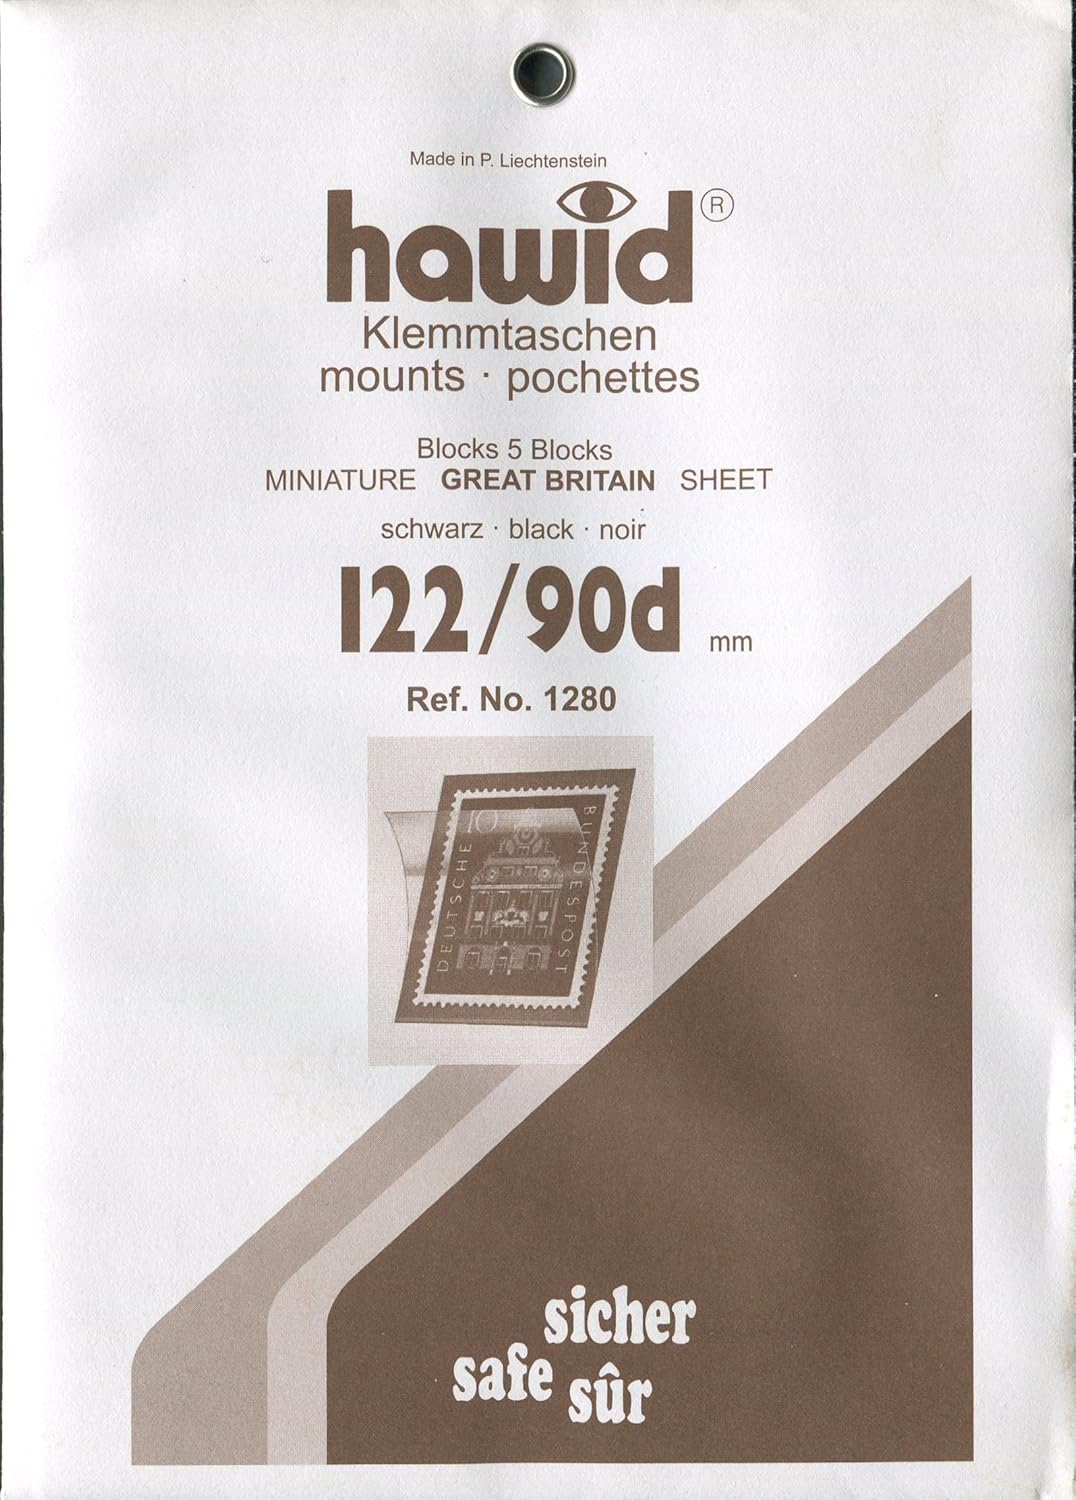 Made in P. Liechtenstein
hawid ®
Klemmtaschen
mounts · pochettes
Blocks 5 Blocks
MINIATURE GREAT BRITAIN SHEET
schwarz · black · noir
122/90d mm
Ref. No. 1280
10
DEUTSCHE
BUNDESPOST
sicher
safe
sûr